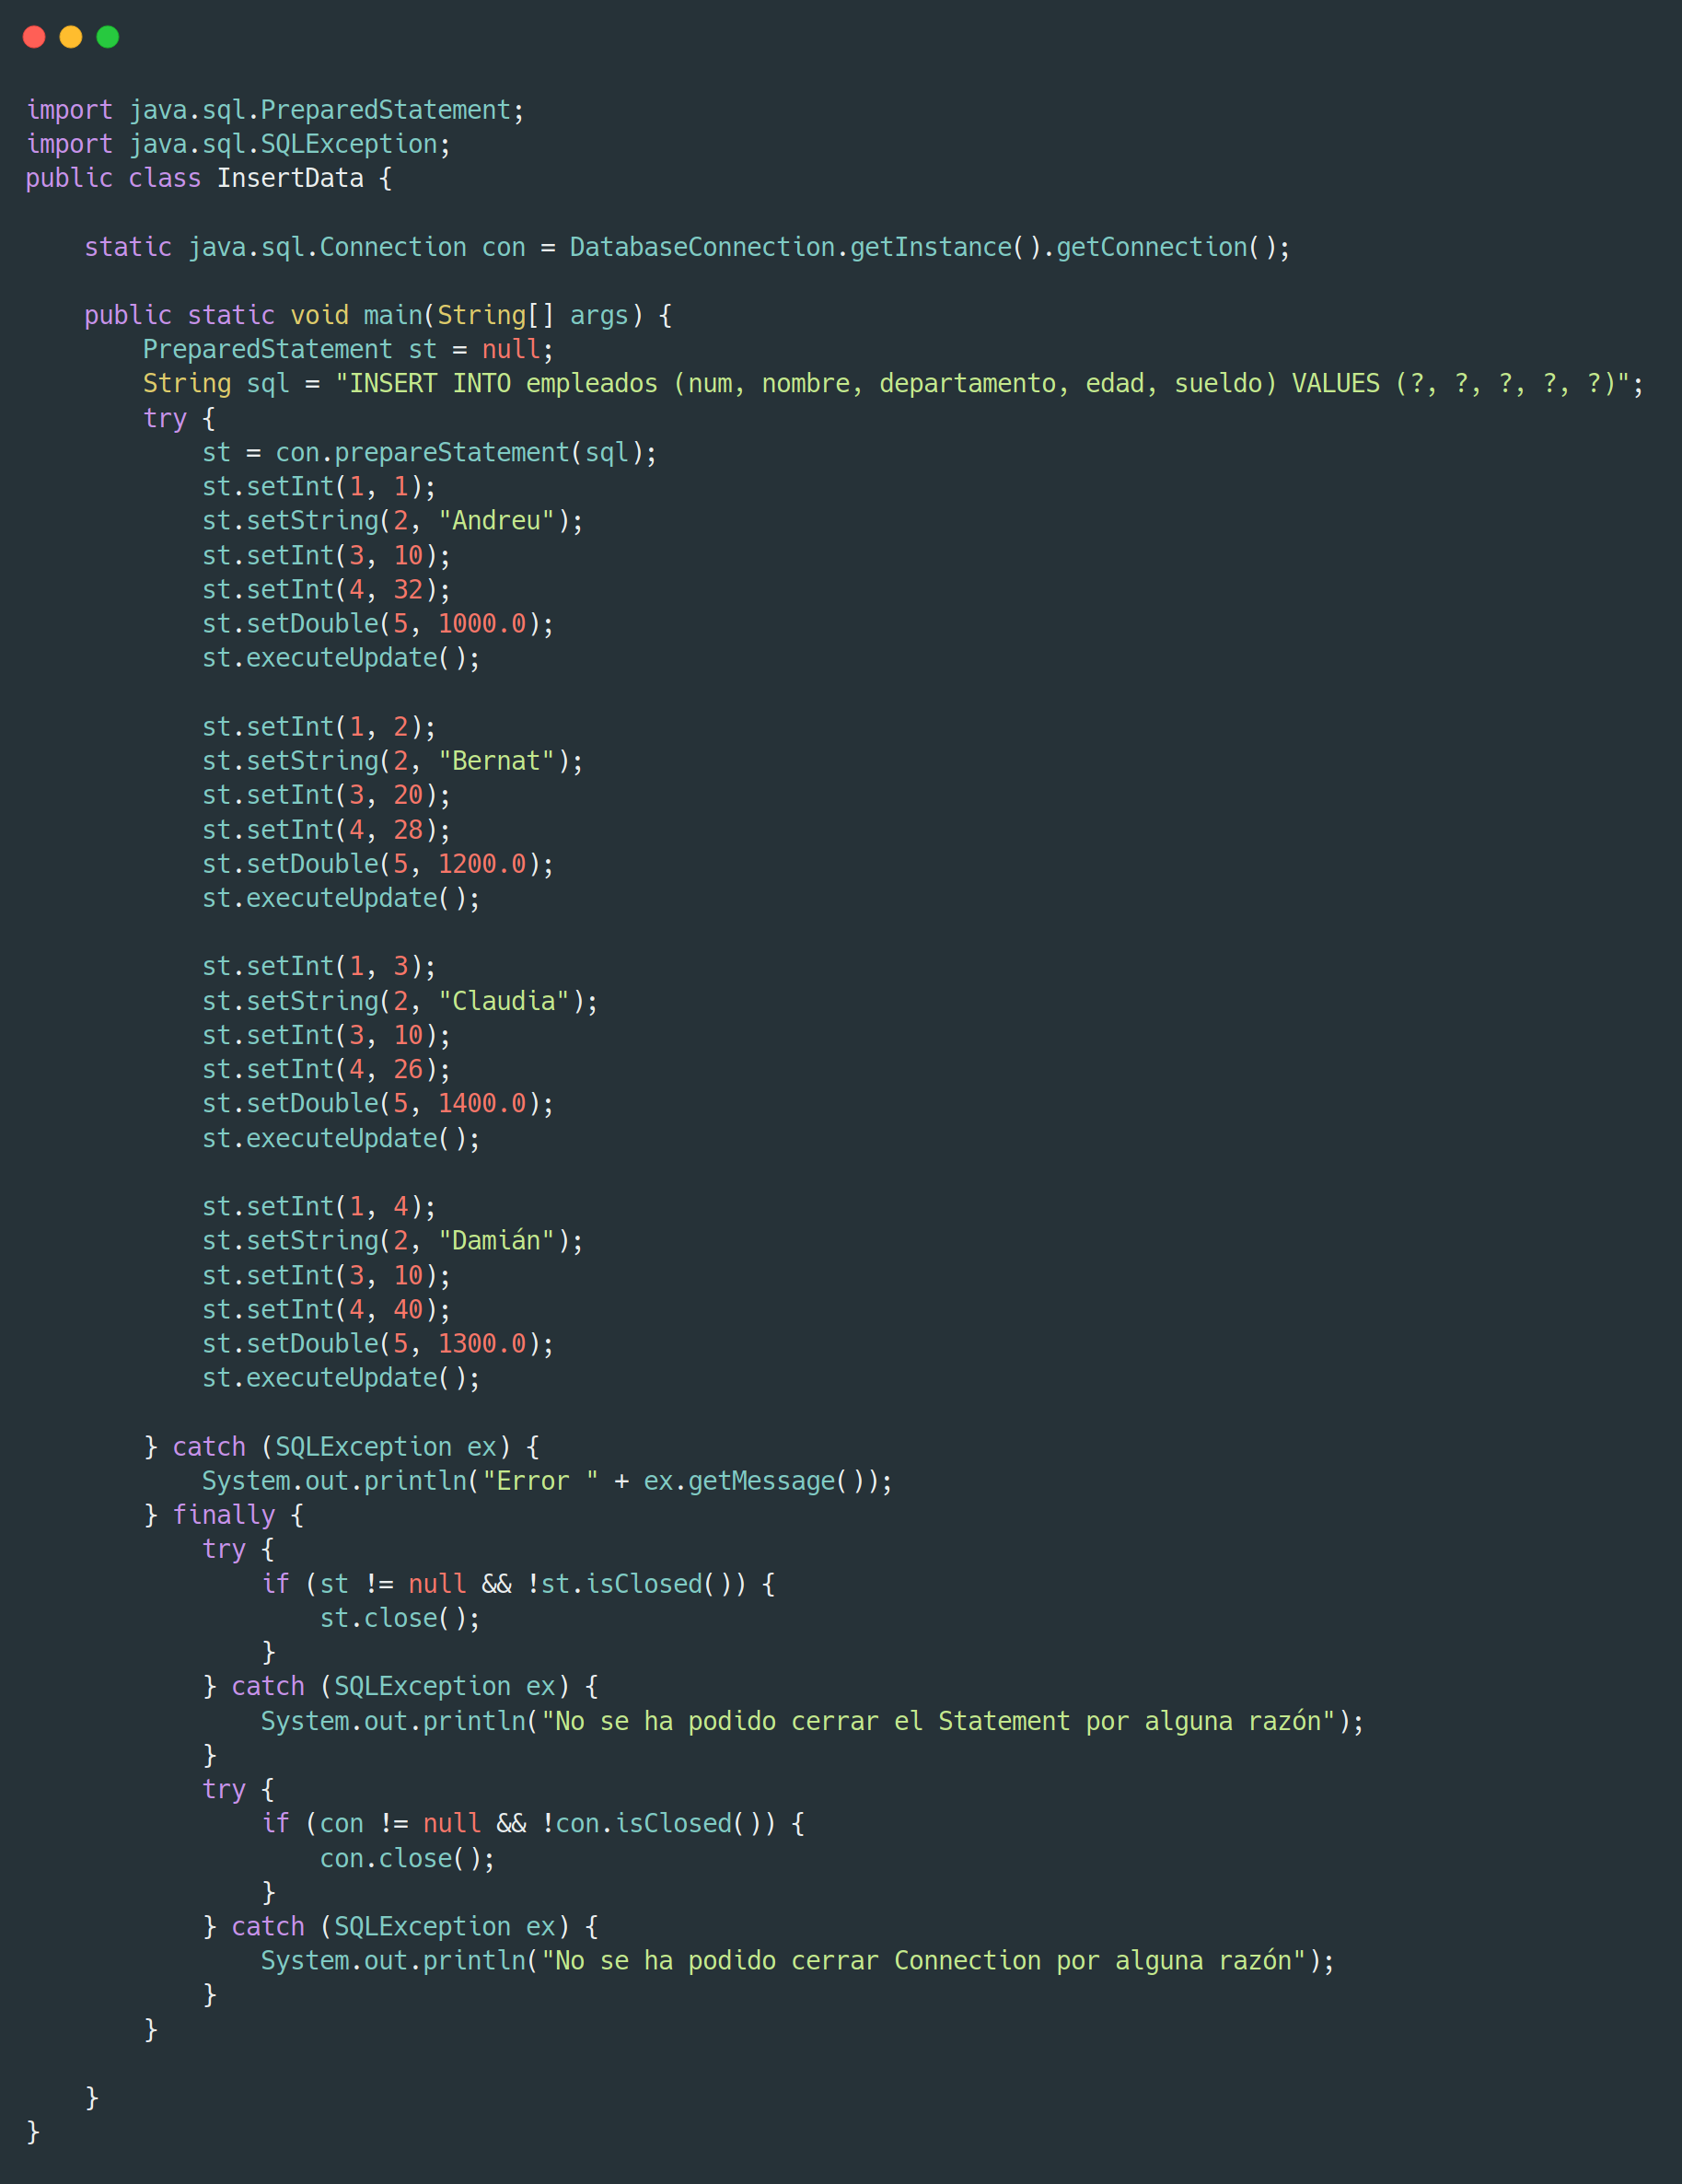 import java.sql.PreparedStatement;
import java.sql.SQLException;
public class InsertData {
    static java.sql.Connection con = DatabaseConnection.getInstance().getConnection();
    public static void main(String[] args) {
        PreparedStatement st = null;
        String sql = "INSERT INTO empleados (num, nombre, departamento, edad, sueldo) VALUES (?, ?, ?, ?, ?)";
        try {
            st = con.prepareStatement(sql);
            st.setInt(1, 1);
            st.setString(2, "Andreu");
            st.setInt(3, 10);
            st.setInt(4, 32);
            st.setDouble(5, 1000.0);
            st.executeUpdate();
            st.setInt(1, 2);
            st.setString(2, "Bernat");
            st.setInt(3, 20);
            st.setInt(4, 28);
            st.setDouble(5, 1200.0);
            st.executeUpdate();
            st.setInt(1, 3);
            st.setString(2, "Claudia");
            st.setInt(3, 10);
            st.setInt(4, 26);
            st.setDouble(5, 1400.0);
            st.executeUpdate();
            st.setInt(1, 4);
            st.setString(2, "Damián");
            st.setInt(3, 10);
            st.setInt(4, 40);
            st.setDouble(5, 1300.0);
            st.executeUpdate();
        } catch (SQLException ex) {
            System.out.println("Error " + ex.getMessage());
        } finally {
            try {
                if (st != null && !st.isClosed()) {
                    st.close();
                }
            } catch (SQLException ex) {
                System.out.println("No se ha podido cerrar el Statement por alguna razón");
            }
            try {
                if (con != null && !con.isClosed()) {
                    con.close();
                }
            } catch (SQLException ex) {
                System.out.println("No se ha podido cerrar Connection por alguna razón");
            }
        }
    }
}